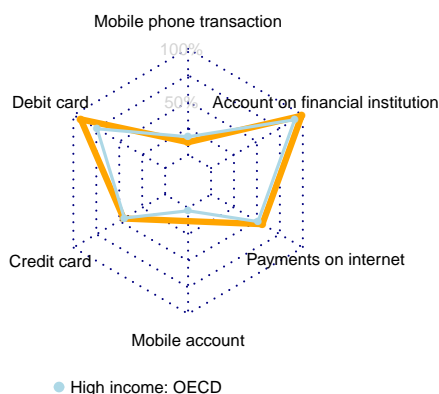 Mobile phone transaction
100%
Debit card
50%
Account on financial institution
Credit card
Payments on internet
Mobile account
High income: OECD